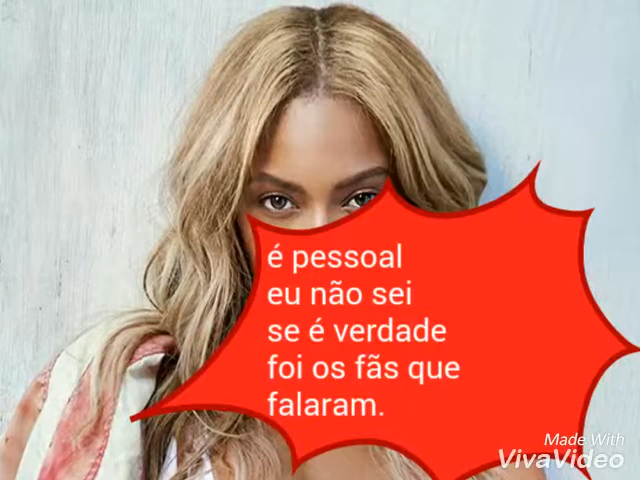 é pessoal
eu não sei
se é verdade
foi os fãs que
falaram.
Made With
VivaVideo